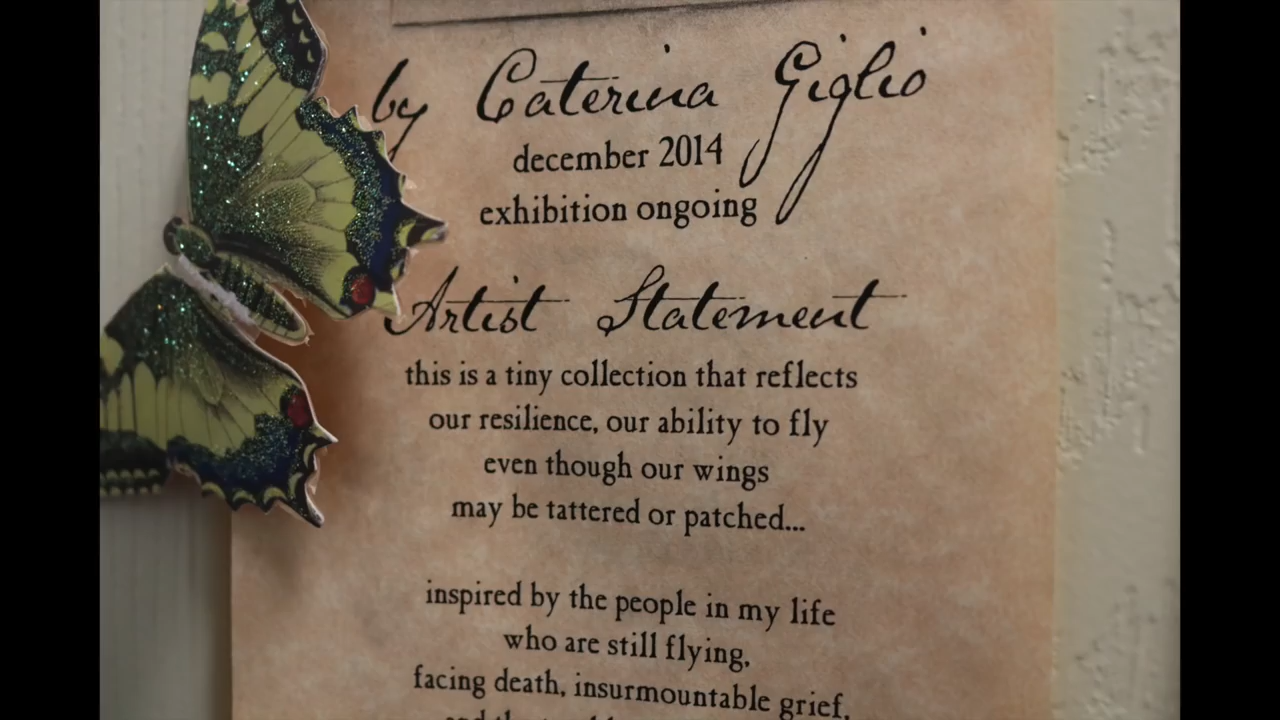 by Caterina Giglio
december 2014
exhibition ongoing
Artist Statement
this is a tiny collection that reflects
our resilience, our ability to fly
even though our wings
may be tattered or patched...
inspired by the people in my life
who are still flying,
facing death, insurmountable grief,